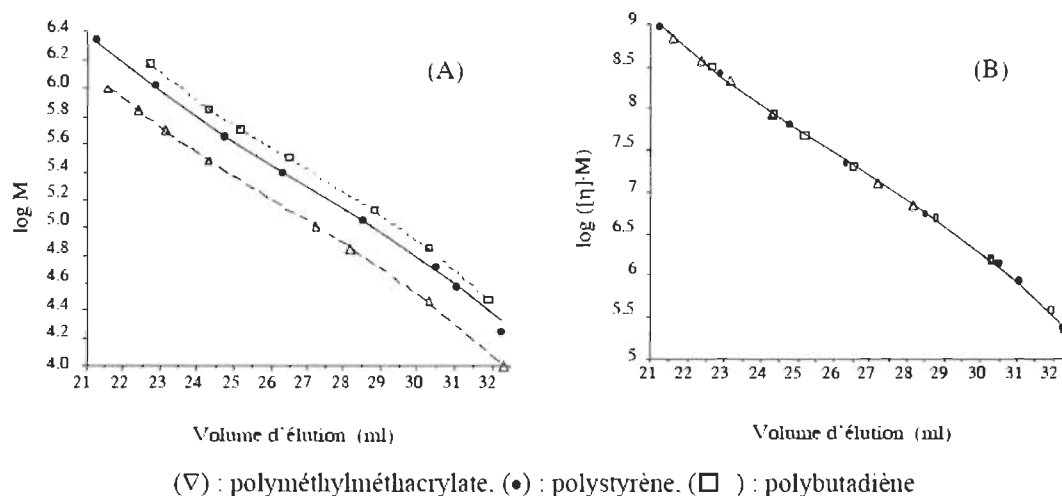 6.4
6.2
6.0
5.8
5.6
5.4
5.2
5.0
4.8
4.6
4.4
4.2
4.0
log M
(A)
21 22 23 24 25 26 27 28 29 30 31 32
Volume d'élution (ml)
9
8.5
8
7.5
7
6.5
6
5.5
5
log ([η]·M)
(B)
21 22 23 24 25 26 27 28 29 30 31 32
Volume d'élution (ml)
(∇) : polyméthylméthacrylate, (●) : polystyrène, (□ ) : polybutadiène